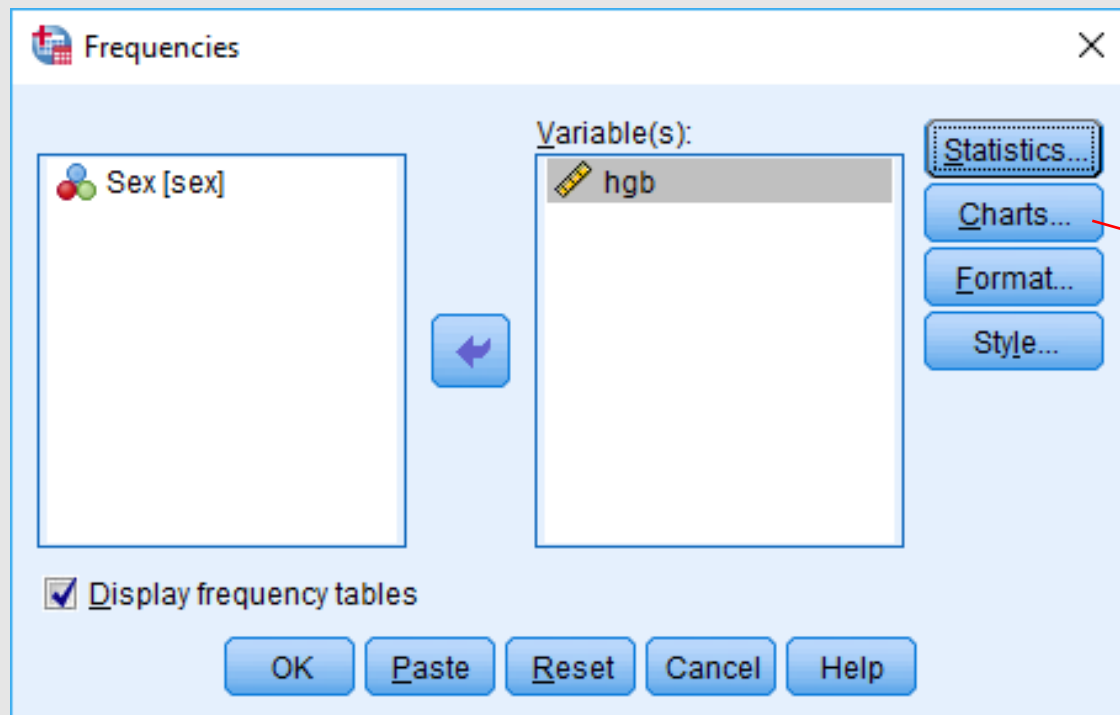 Frequencies
Variable(s):
Sex [sex]
hgb
Statistics...
Charts...
Format...
Style...
Display frequency tables
OK Paste Reset Cancel Help